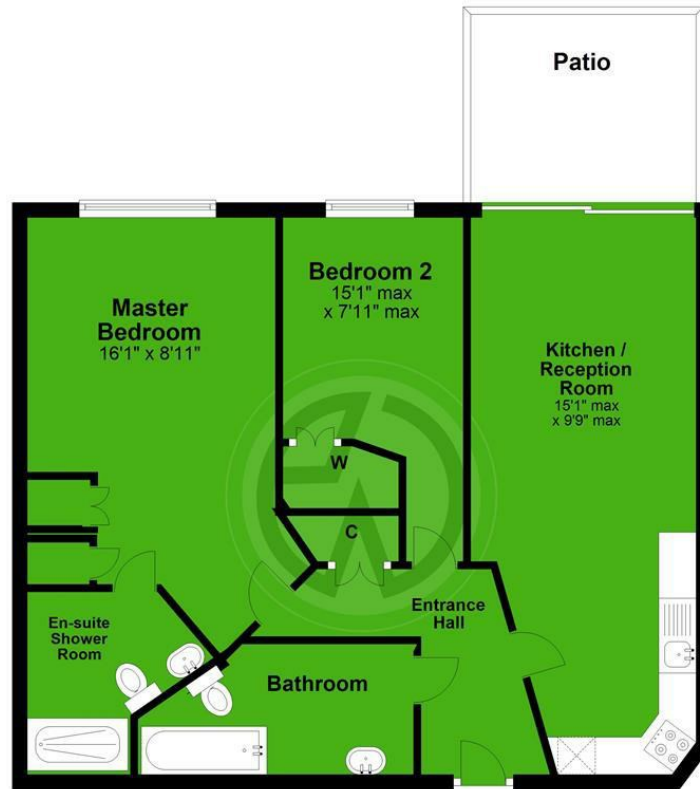 Patio
Master
Bedroom
16'1" x 8'11"
Bedroom 2
15'1" max
x 7'11" max
Kitchen /
Reception
Room
15'1" max
x 9'9" max
W
C
En-suite
Shower
Room
Entrance
Hall
Bathroom